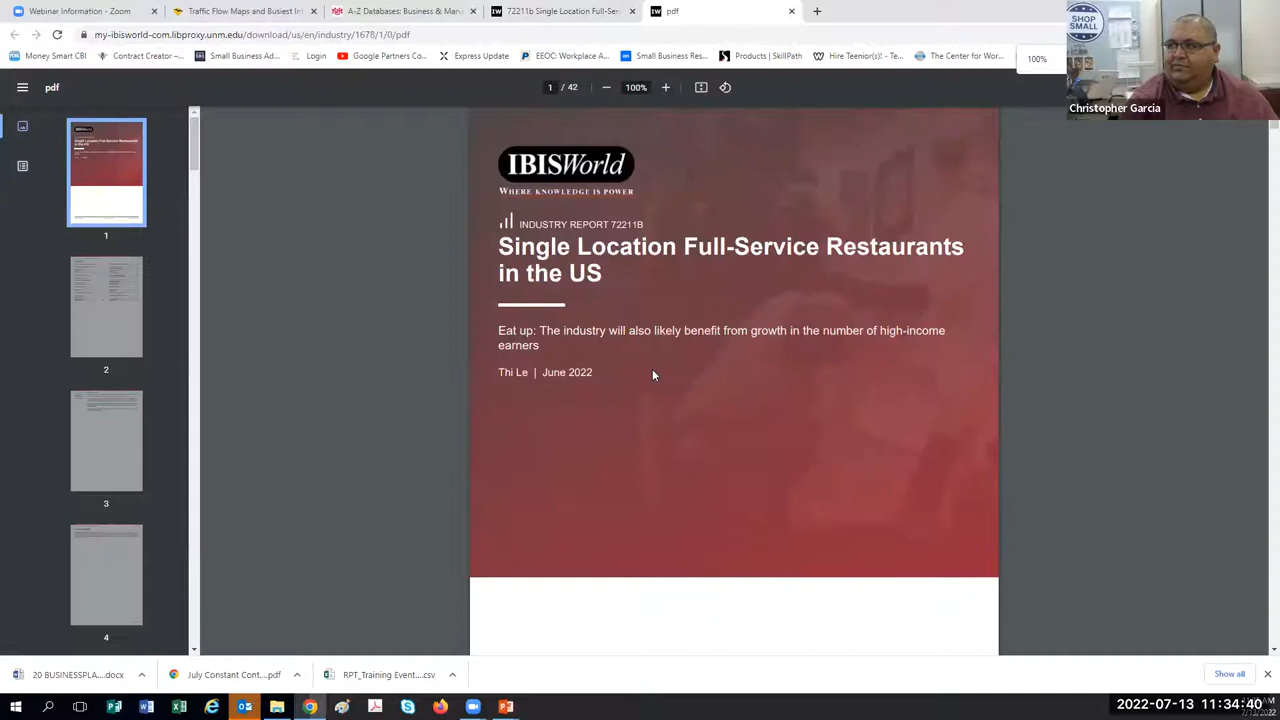 Webinar Information - Zoom
Traffic Flow Maps and Busiest In
A-Z Databases: Business & Man
72211b Single Location Full-Ser
pdf
my-ibisworld-com.libproxy.unm.edu/download/us/en/industry/1678/1/0/pdf
Money Smart CBI
Contract Creator -...
Small Business Ad...
Login
Google Partners Co...
Express Update
EEOC: Workplace A...
Small Business Res...
Products | SkillPath
Hire Teenior(s)! - Te...
The Center for Wor...
100%
pdf
1 / 42
100%
SHOP
SMALL
Christopher Garcia
1
2
3
4
IBISWorld
WHERE KNOWLEDGE IS POWER
INDUSTRY REPORT 72211B
Single Location Full-Service Restaurants
in the US
Eat up: The industry will also likely benefit from growth in the number of high-income
earners
Thi Le | June 2022
20 BUSINESSPLA....docx
July Constant Cont....pdf
RPT_Training Event....csv
Show all
2022-07-13 11:34:40